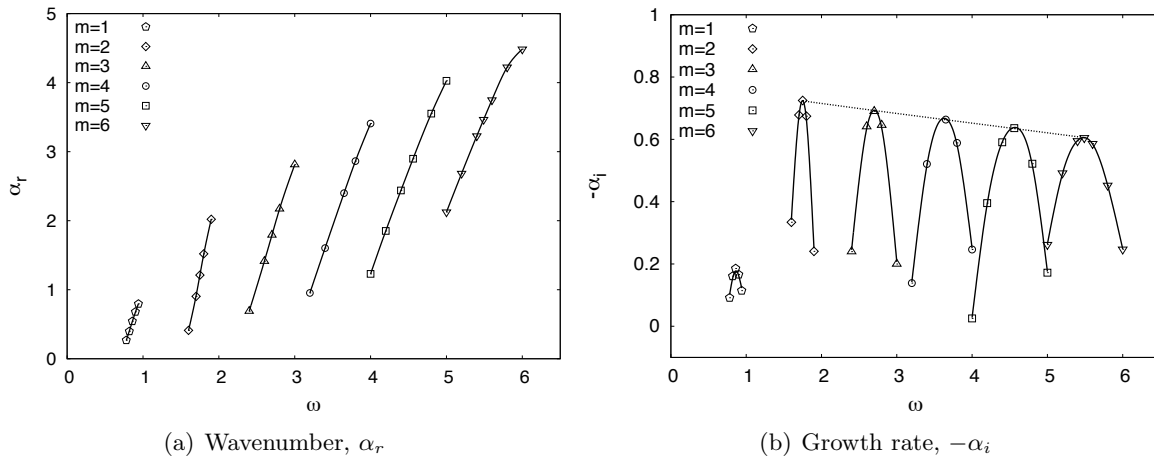 5
4
3
2
1
0
α_r
m=1
m=2
m=3
m=4
m=5
m=6
0 1 2 3 4 5 6
ω
(a) Wavenumber, α_r
1
0.8
0.6
0.4
0.2
0
-α_i
m=1
m=2
m=3
m=4
m=5
m=6
0 1 2 3 4 5 6
ω
(b) Growth rate, −α_i